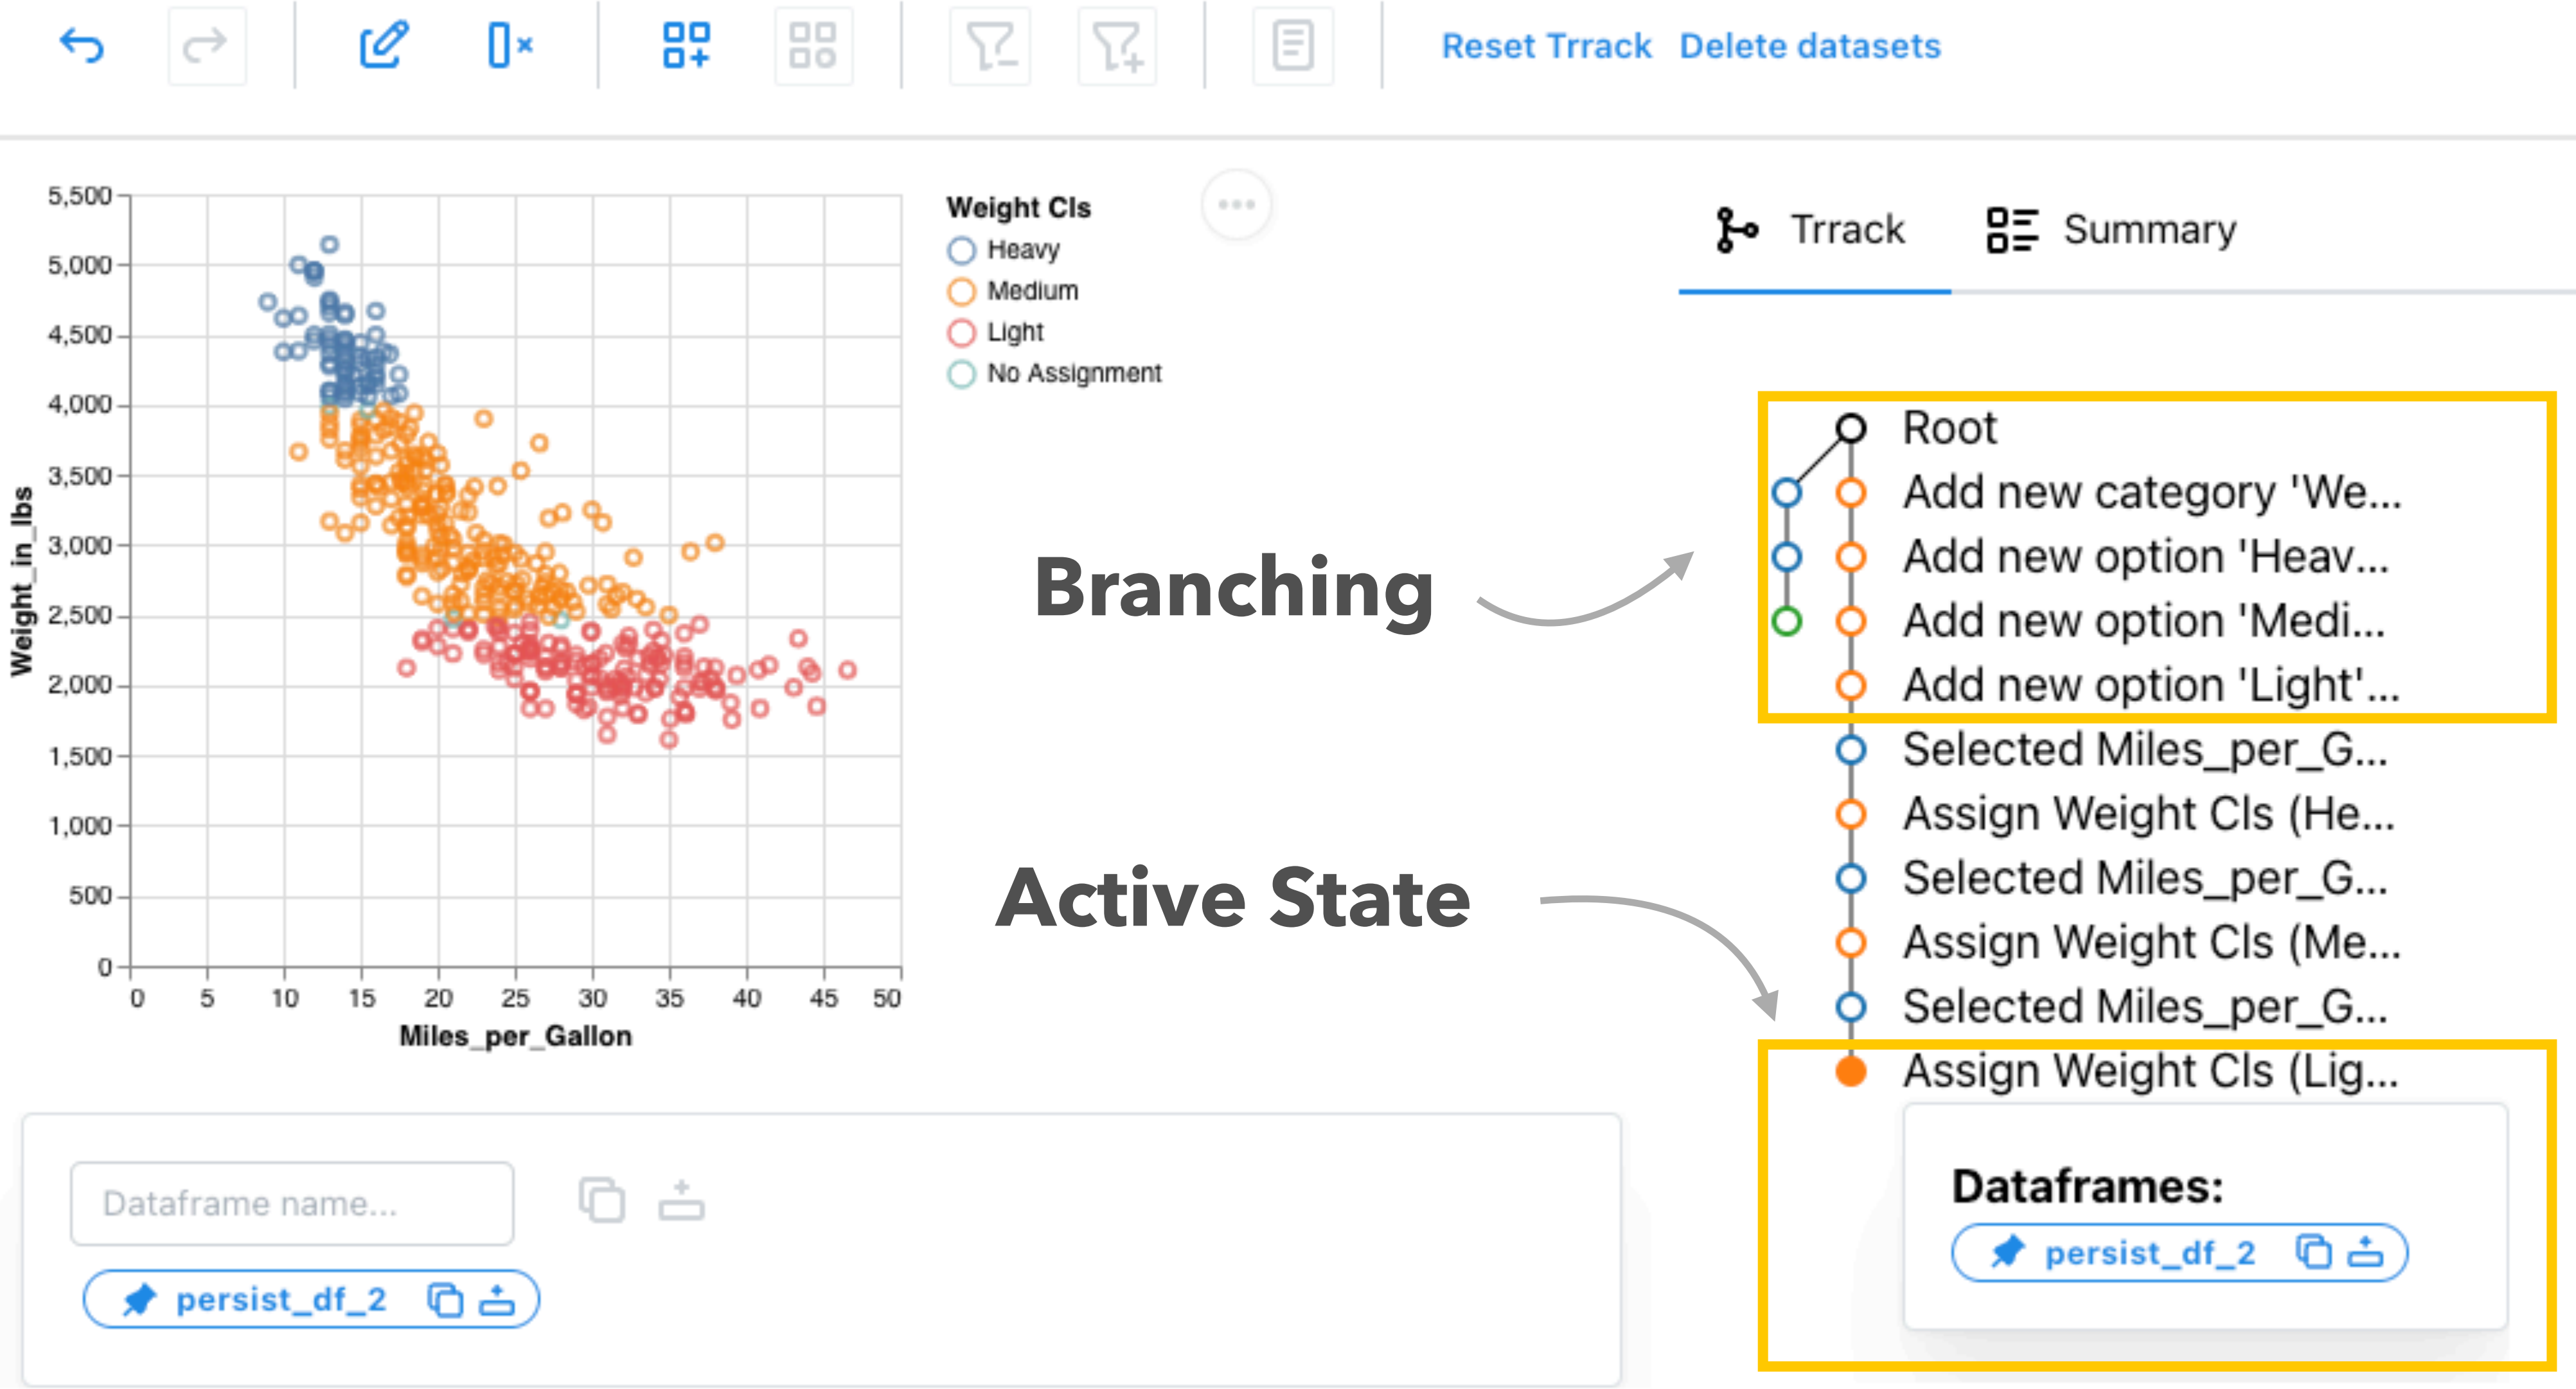 Reset Trrack Delete datasets
5,500
5,000
4,500
4,000
3,500
3,000
2,500
2,000
1,500
1,000
500
0
Weight_in_lbs
0 5 10 15 20 25 30 35 40 45 50
Miles_per_Gallon
Weight Cls
Heavy
Medium
Light
No Assignment
Branching
Active State
Trrack Summary
Root
Add new category 'We...
Add new option 'Heav...
Add new option 'Medi...
Add new option 'Light'...
Selected Miles_per_G...
Assign Weight Cls (He...
Selected Miles_per_G...
Assign Weight Cls (Me...
Selected Miles_per_G...
Assign Weight Cls (Lig...
Dataframes:
persist_df_2
Dataframe name...
persist_df_2